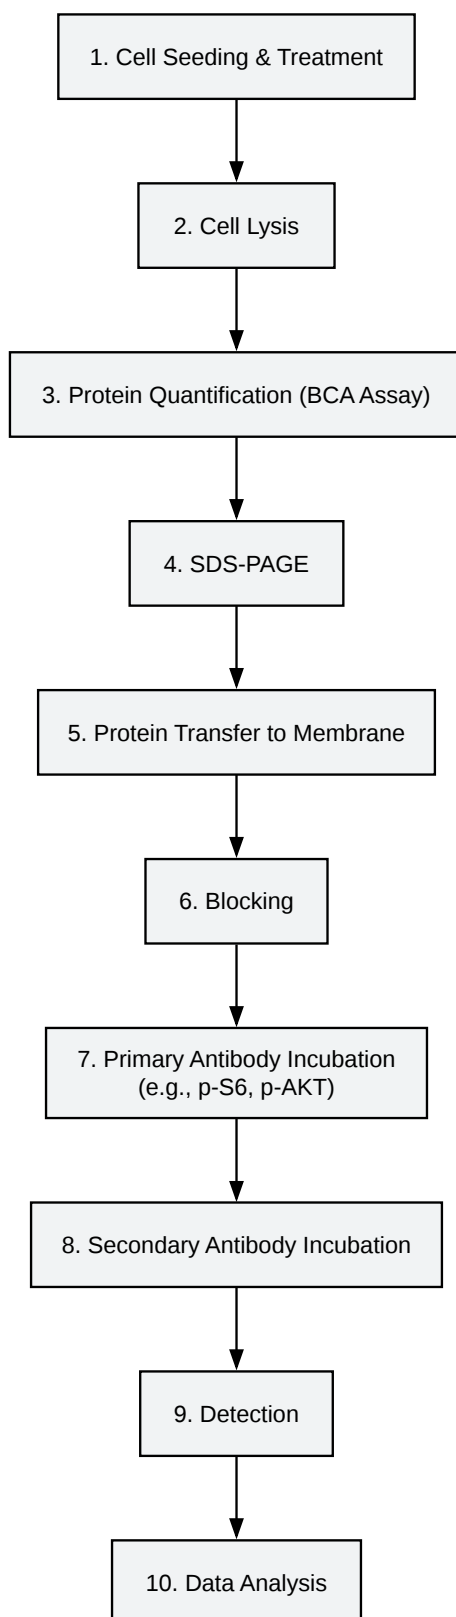 1. Cell Seeding & Treatment
2. Cell Lysis
3. Protein Quantification (BCA Assay)
4. SDS-PAGE
5. Protein Transfer to Membrane
6. Blocking
7. Primary Antibody Incubation
(e.g., p-S6, p-AKT)
8. Secondary Antibody Incubation
9. Detection
10. Data Analysis